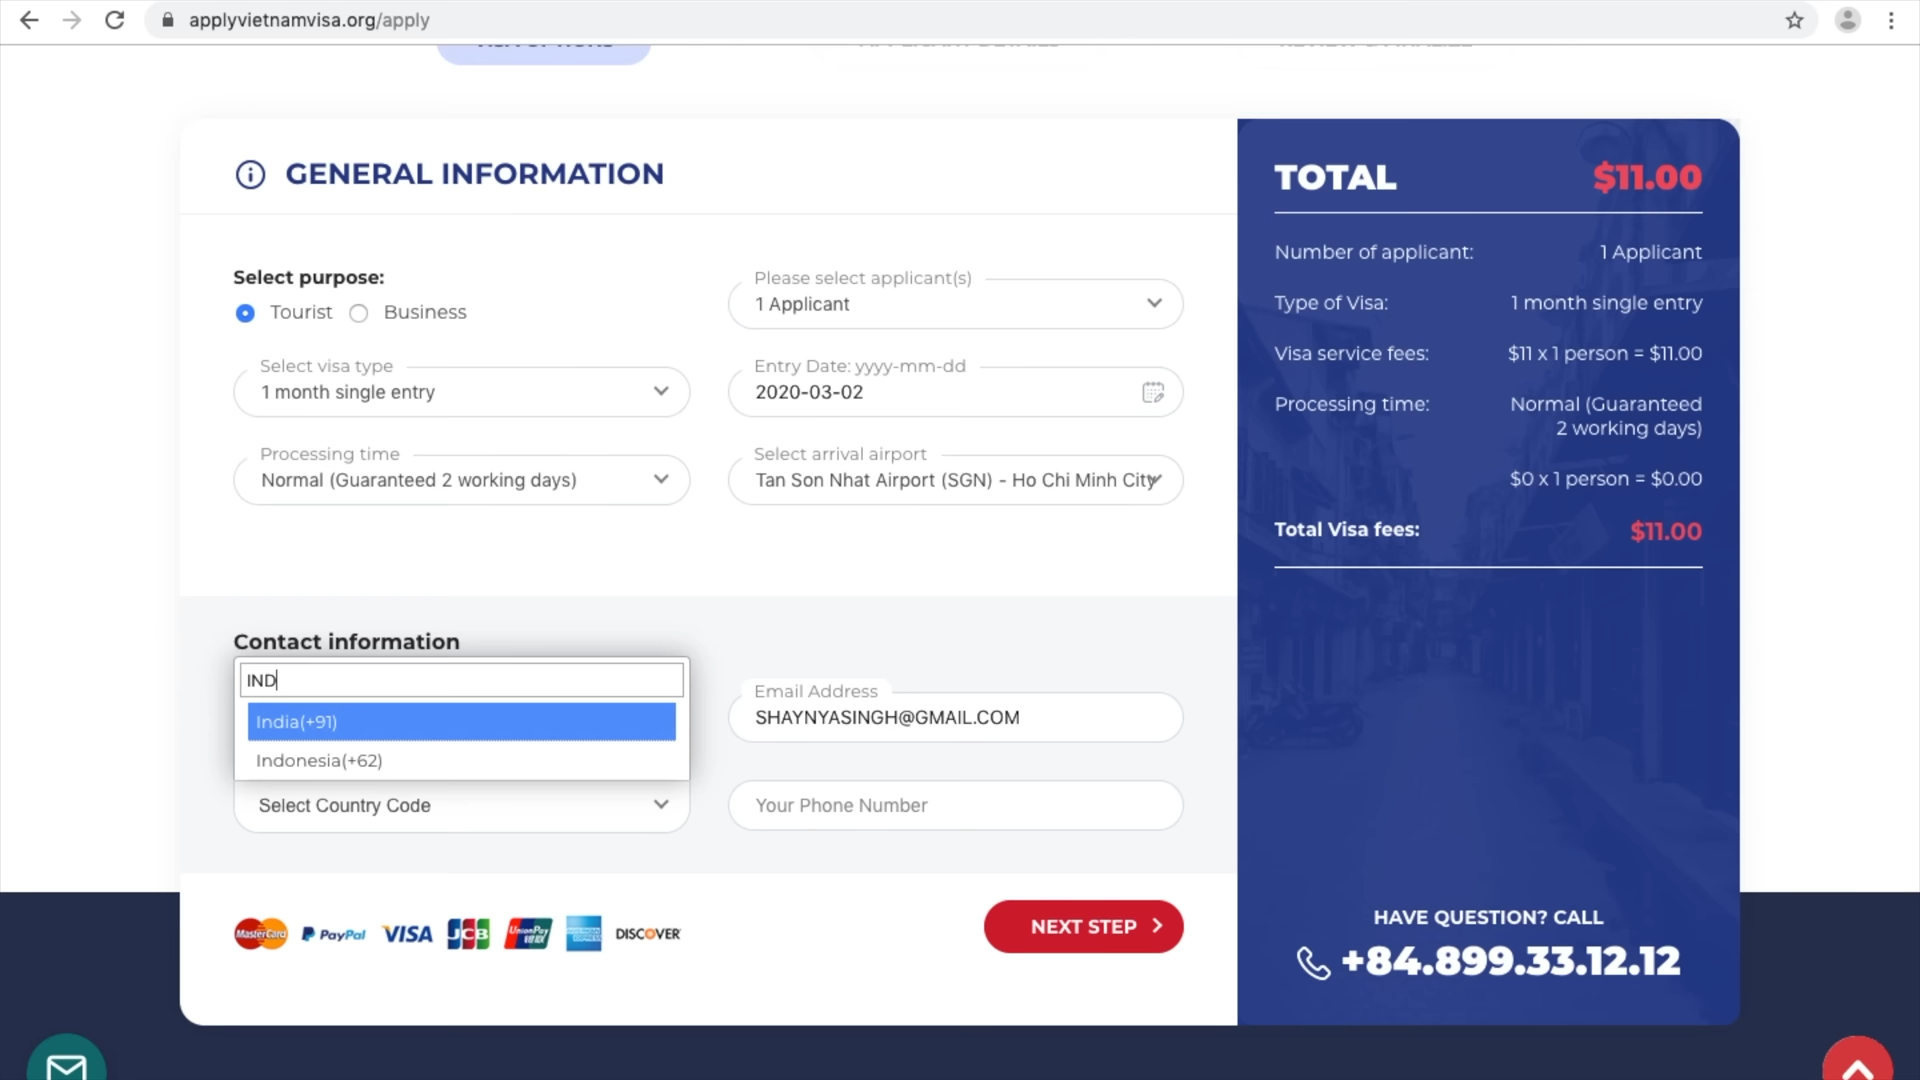 applyvietnamvisa.org/apply
GENERAL INFORMATION
Select purpose:
Tourist
Business
Please select applicant(s)
1 Applicant
Select visa type
1 month single entry
Entry Date: yyyy-mm-dd
2020-03-02
Processing time
Normal (Guaranteed 2 working days)
Select arrival airport
Tan Son Nhat Airport (SGN) - Ho Chi Minh City
Contact information
IND
India(+91)
Indonesia(+62)
Email Address
SHAYNYASINGH@GMAIL.COM
Select Country Code
Your Phone Number
MasterCard
PayPal
VISA
JCB
UnionPay
AMERICAN EXPRESS
DISCOVER
NEXT STEP
TOTAL $11.00
Number of applicant: 1 Applicant
Type of Visa: 1 month single entry
Visa service fees: $11 x 1 person = $11.00
Processing time: Normal (Guaranteed
2 working days)
$0 x 1 person = $0.00
Total Visa fees: $11.00
HAVE QUESTION? CALL
+84.899.33.12.12